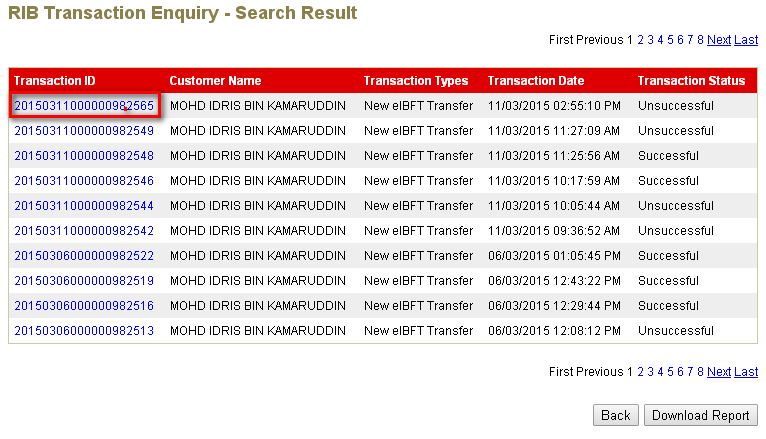 RIB Transaction Enquiry - Search Result
First Previous 1 2 3 4 5 6 7 8 Next Last
Transaction ID Customer Name Transaction Types Transaction Date Transaction Status
20150311000000982565 MOHD IDRIS BIN KAMARUDDIN New eIBFT Transfer 11/03/2015 02:55:10 PM Unsuccessful
20150311000000982549 MOHD IDRIS BIN KAMARUDDIN New eIBFT Transfer 11/03/2015 11:27:09 AM Unsuccessful
20150311000000982548 MOHD IDRIS BIN KAMARUDDIN New eIBFT Transfer 11/03/2015 11:25:56 AM Successful
20150311000000982546 MOHD IDRIS BIN KAMARUDDIN New eIBFT Transfer 11/03/2015 10:17:59 AM Successful
20150311000000982544 MOHD IDRIS BIN KAMARUDDIN New eIBFT Transfer 11/03/2015 10:05:44 AM Unsuccessful
20150311000000982542 MOHD IDRIS BIN KAMARUDDIN New eIBFT Transfer 11/03/2015 09:36:52 AM Unsuccessful
20150306000000982522 MOHD IDRIS BIN KAMARUDDIN New eIBFT Transfer 06/03/2015 01:05:45 PM Successful
20150306000000982519 MOHD IDRIS BIN KAMARUDDIN New eIBFT Transfer 06/03/2015 12:43:22 PM Successful
20150306000000982516 MOHD IDRIS BIN KAMARUDDIN New eIBFT Transfer 06/03/2015 12:29:44 PM Successful
20150306000000982513 MOHD IDRIS BIN KAMARUDDIN New eIBFT Transfer 06/03/2015 12:08:12 PM Unsuccessful
First Previous 1 2 3 4 5 6 7 8 Next Last
Back Download Report